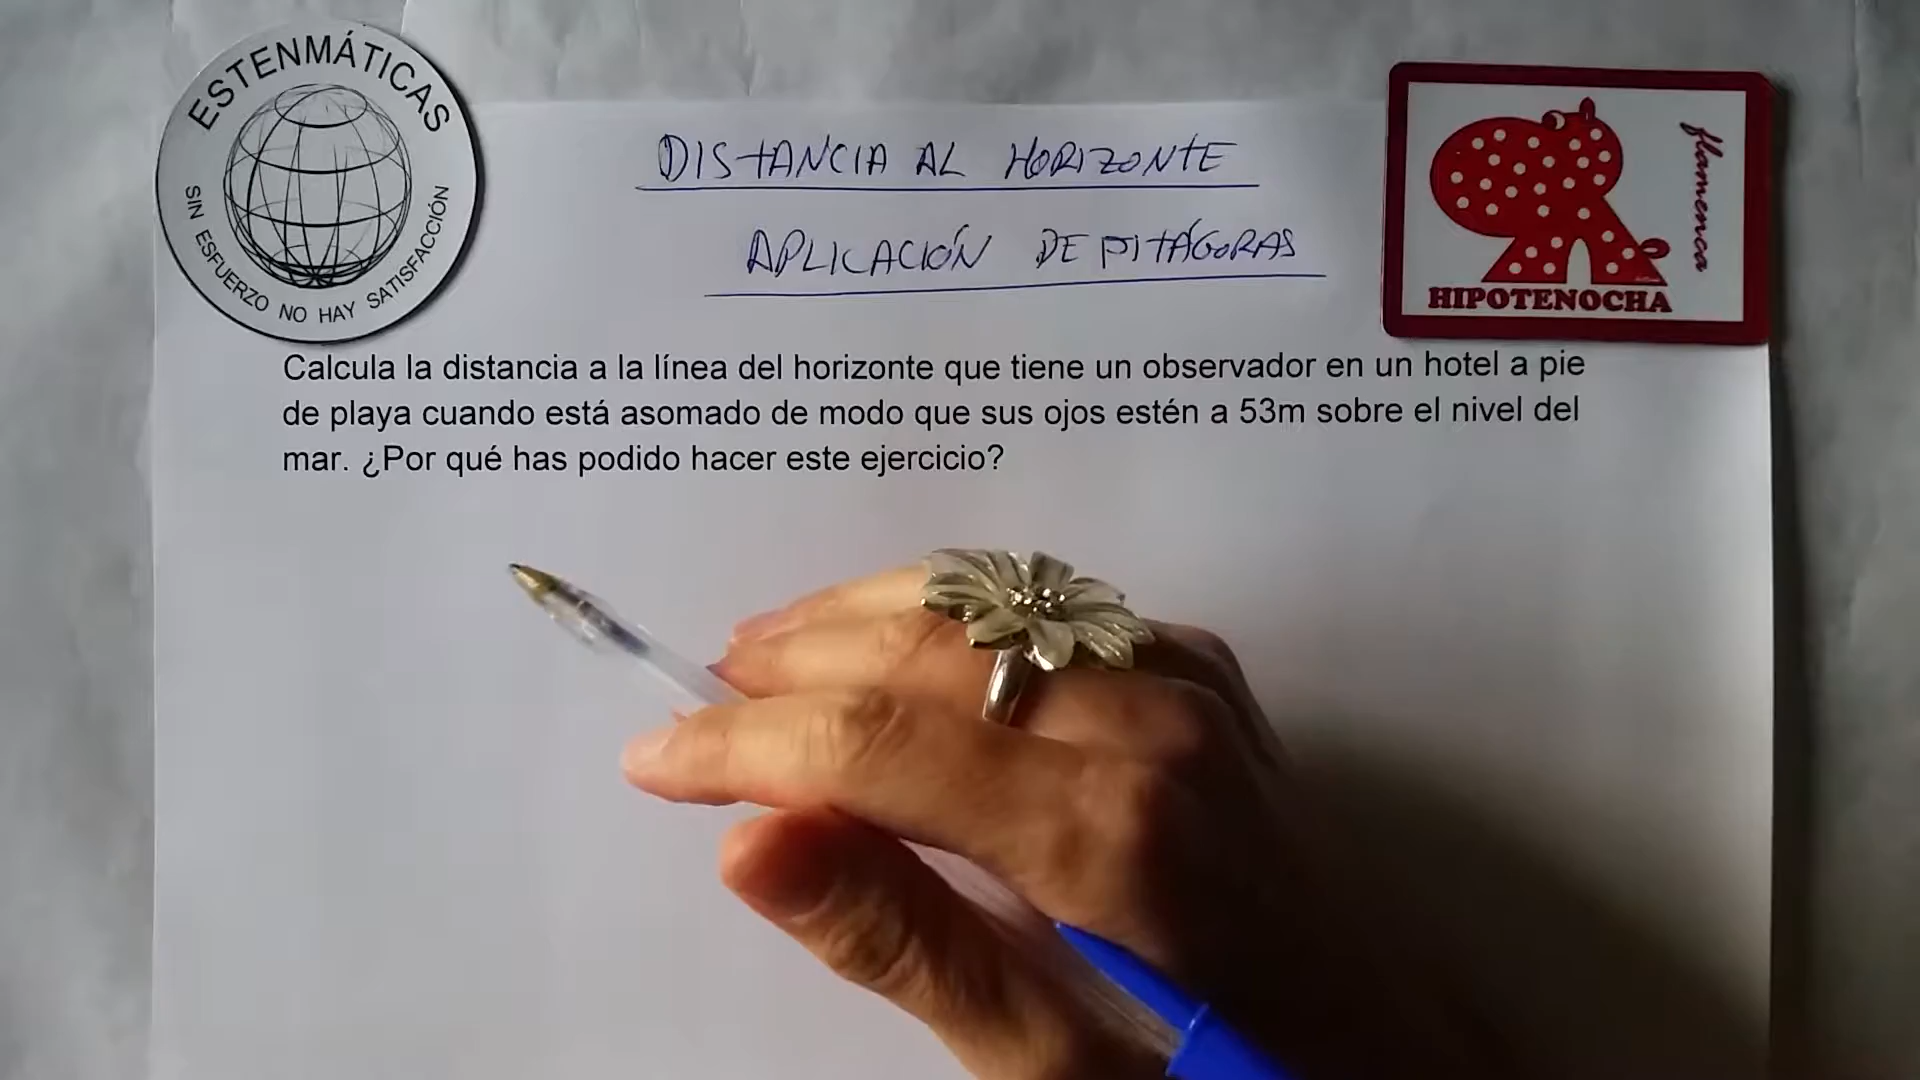 ESTENMÁTICAS
SIN ESFUERZO NO HAY SATISFACCIÓN
DISTANCIA AL HORIZONTE
APLICACIÓN DE PITÁGORAS
flamenca
HIPOTENOCHA
Calcula la distancia a la línea del horizonte que tiene un observador en un hotel a pie
de playa cuando está asomado de modo que sus ojos estén a 53m sobre el nivel del
mar. ¿Por qué has podido hacer este ejercicio?